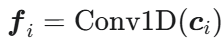 𝒇ᵢ = Conv1D(𝒄ᵢ)